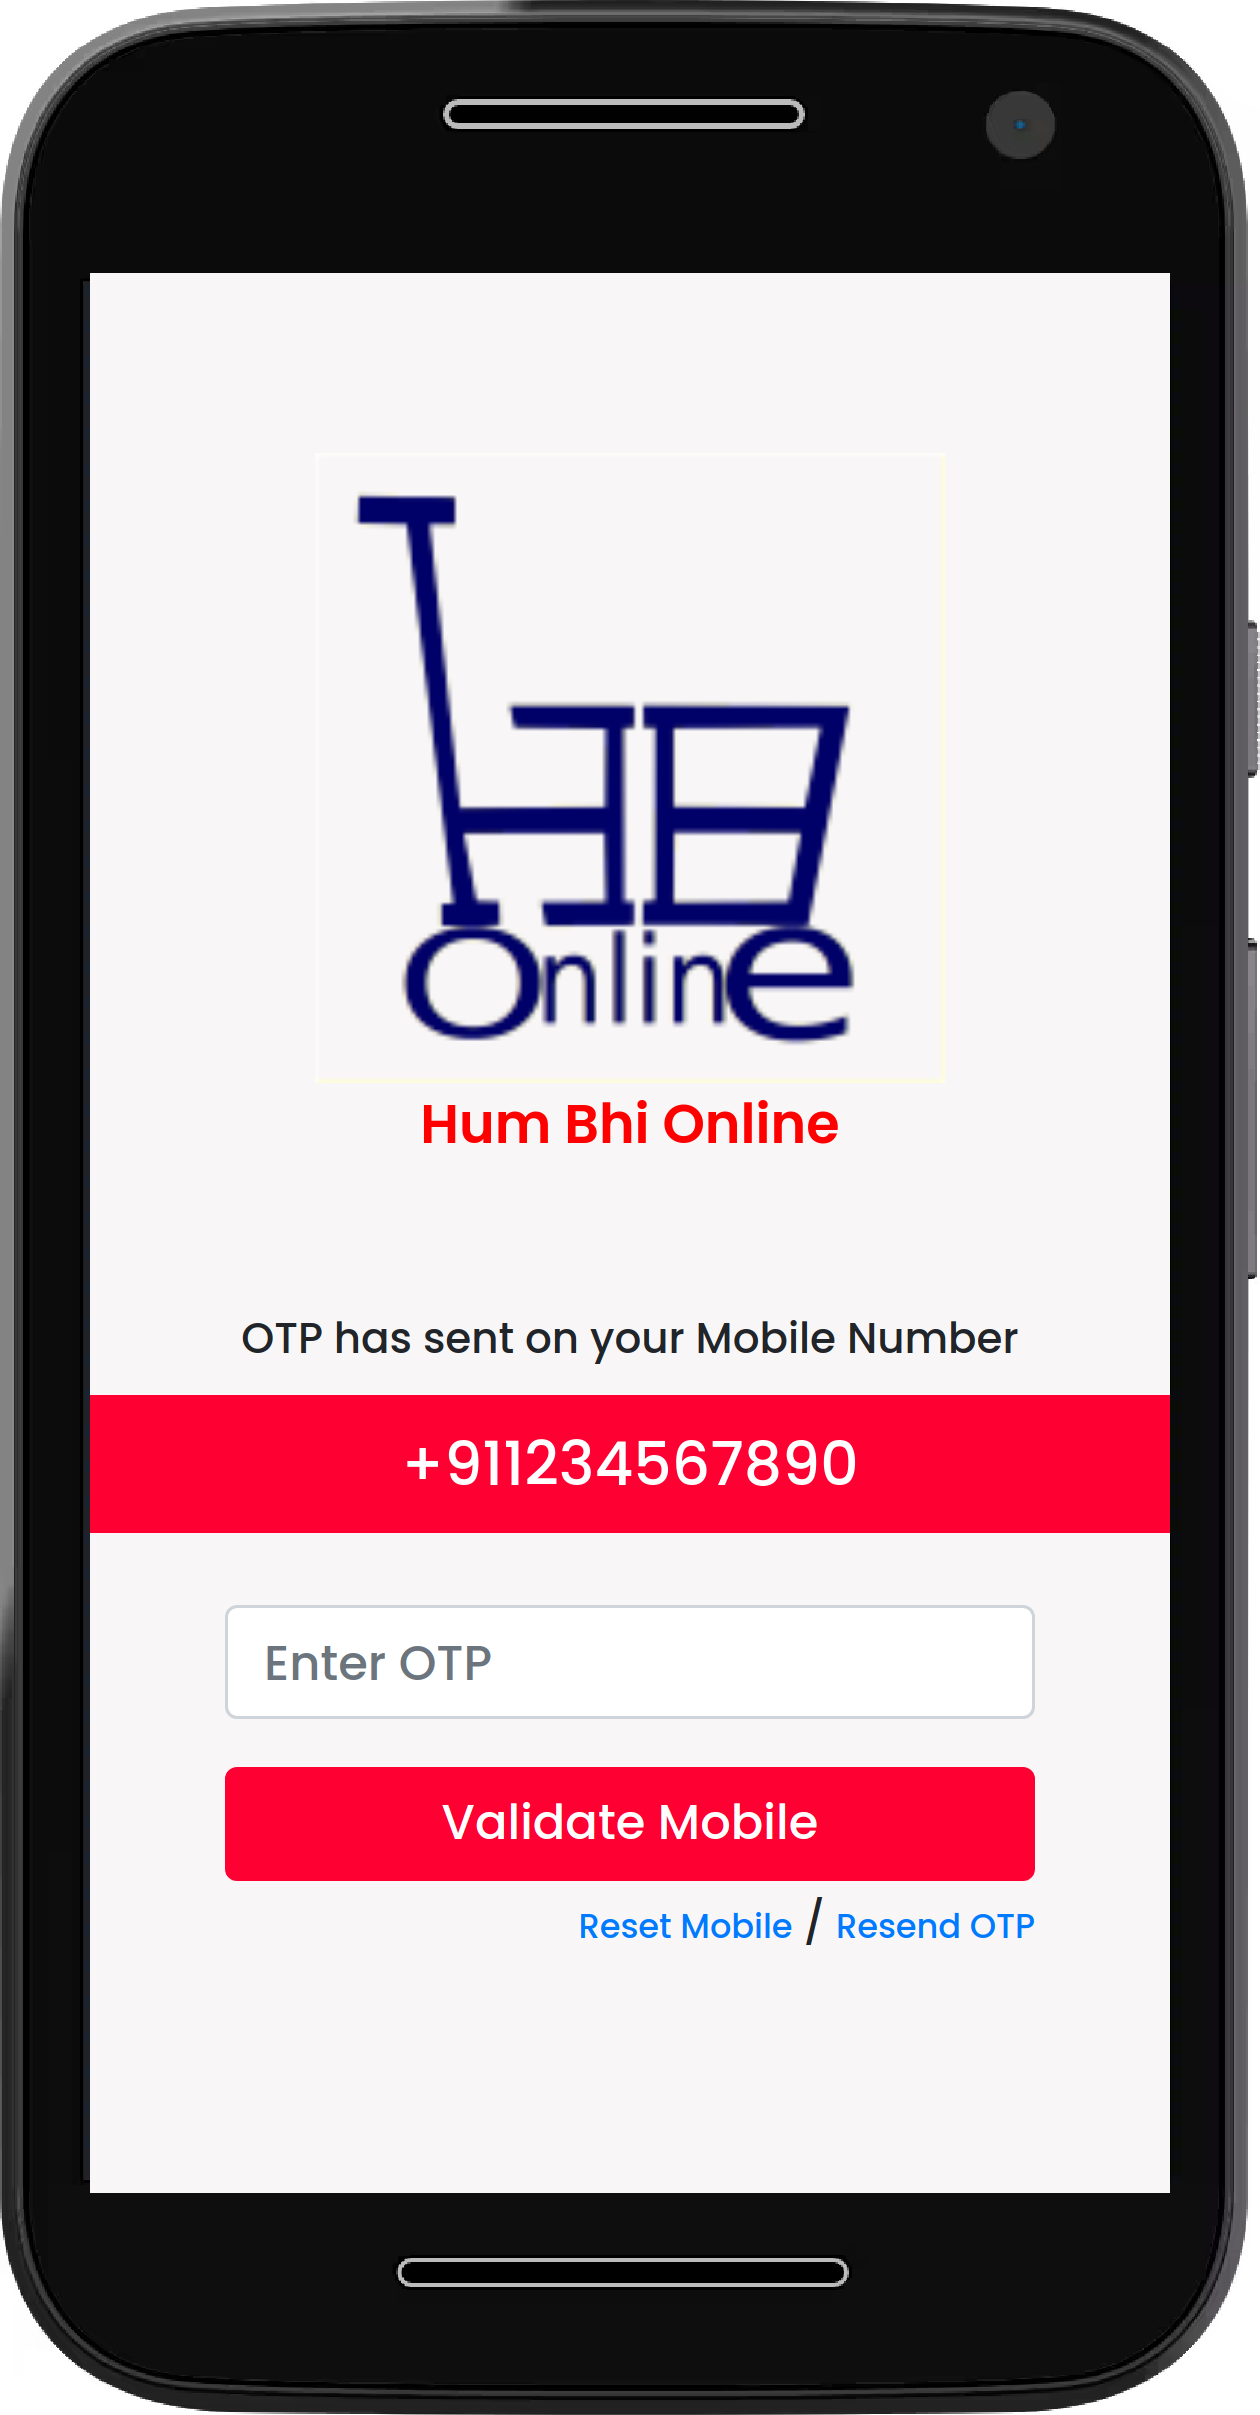 HB
Online
Hum Bhi Online
OTP has sent on your Mobile Number
+911234567890
Enter OTP
Validate Mobile
Reset Mobile / Resend OTP